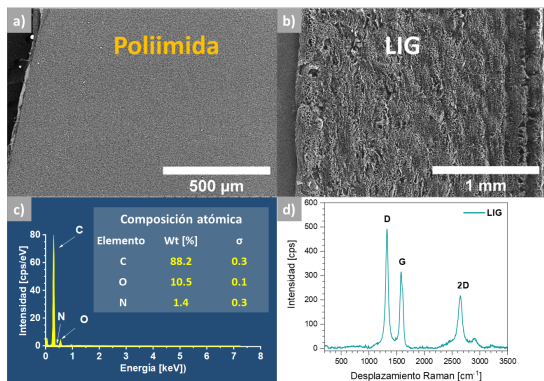 a)
Poliimida
500 µm
b)
LIG
1 mm
c)
Intensidad [cps/eV]
80
60
40
20
0
C
N
O
Composición atómica
Elemento Wt [%] σ
C 88.2 0.3
O 10.5 0.1
N 1.4 0.3
0 1 2 3 4 5 6 7 8
Energia [keV])
d)
Intensidad [cps]
600
500
400
300
200
100
0
D
G
2D
LIG
500 1000 1500 2000 2500 3000 3500
Desplazamiento Raman [cm⁻¹]